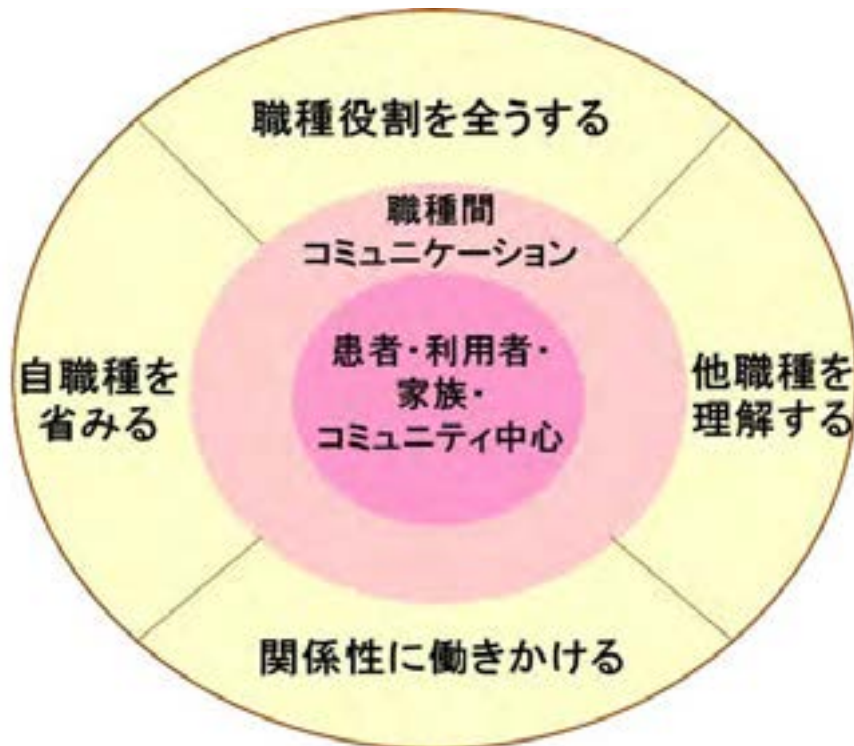 職種役割を全うする
職種間
コミュニケーション
患者・利用者・
家族・
コミュニティ中心
自職種を
省みる
他職種を
理解する
関係性に働きかける